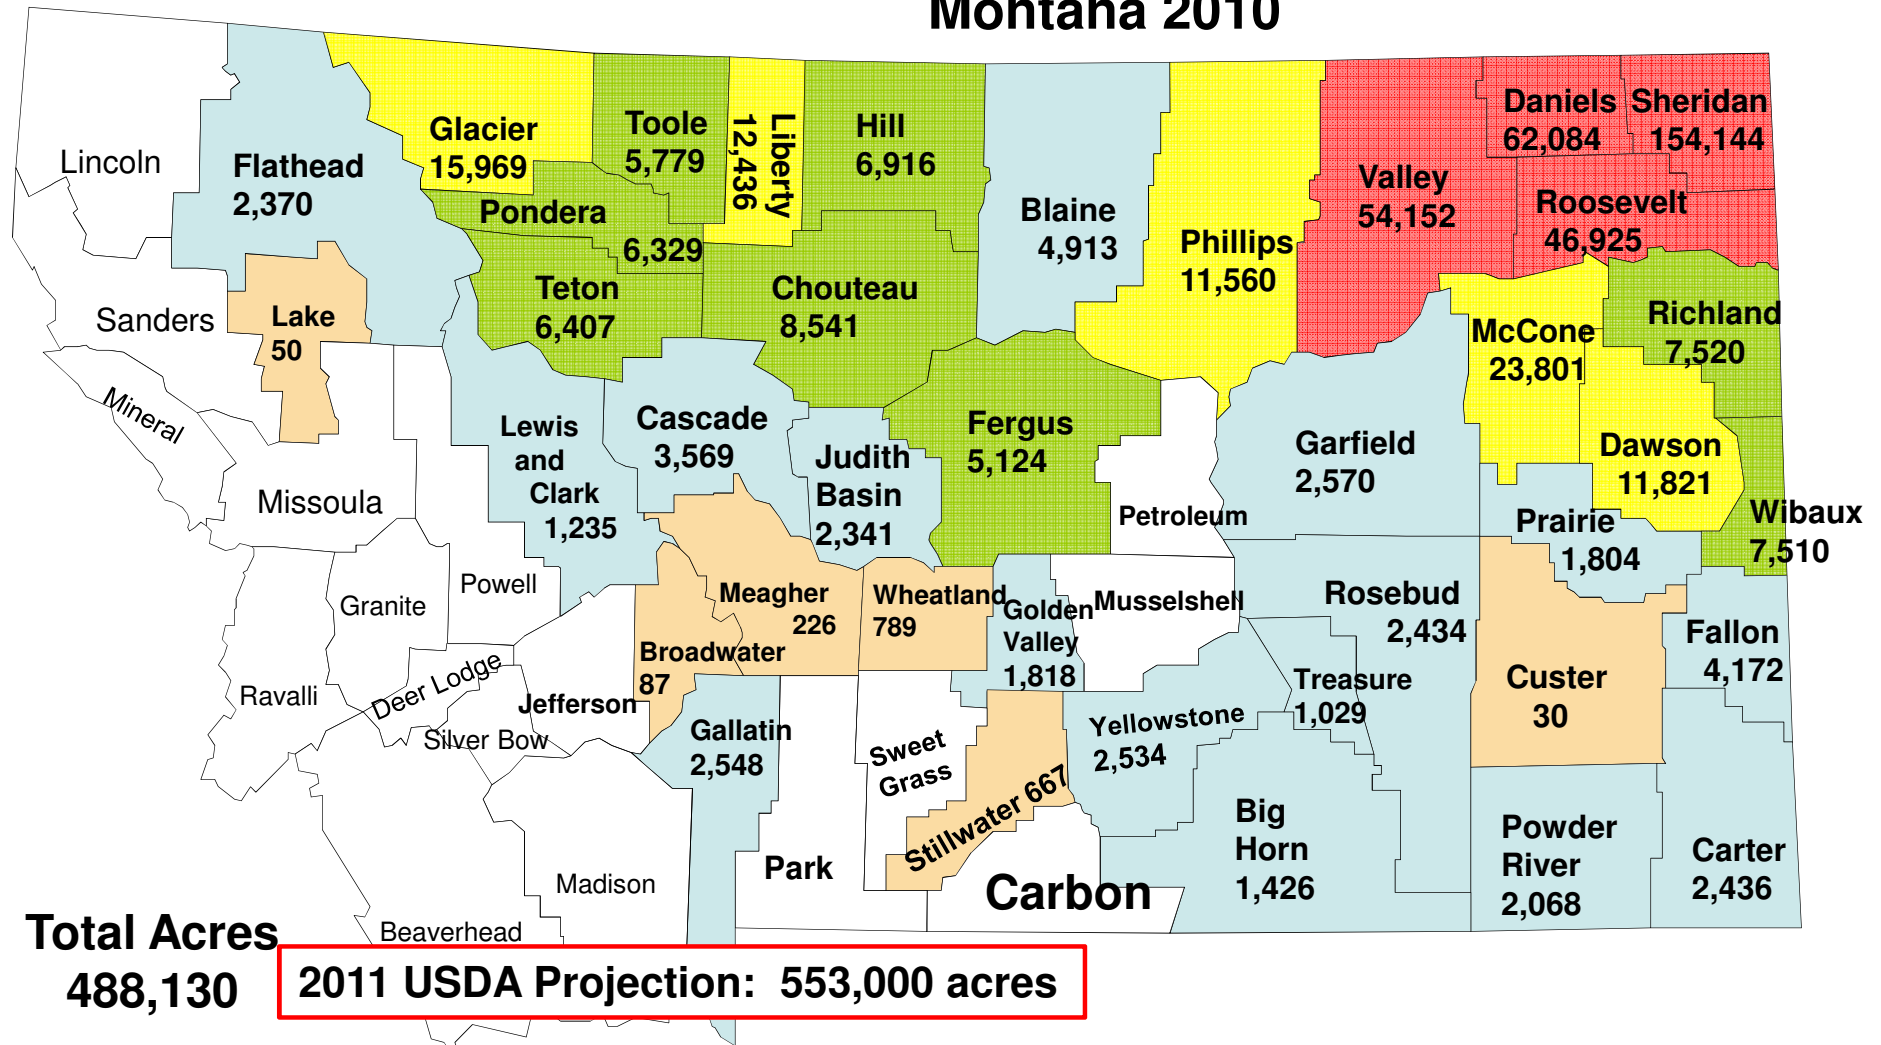 Montana 2010
Lincoln
Flathead
2,370
Glacier
15,969
Toole
5,779
Liberty
12,436
Hill
6,916
Blaine
4,913
Phillips
11,560
Valley
54,152
Daniels
62,084
Sheridan
154,144
Roosevelt
46,925
Pondera
6,329
Teton
6,407
Chouteau
8,541
Sanders
Lake
50
Richland
7,520
McCone
23,801
Mineral
Missoula
Lewis
and
Clark
1,235
Cascade
3,569
Judith
Basin
2,341
Fergus
5,124
Petroleum
Garfield
2,570
Dawson
11,821
Prairie
1,804
Wibaux
7,510
Powell
Granite
Ravalli
Deer Lodge
Silver Bow
Jefferson
Broadwater
87
Meagher
226
Wheatland
789
Golden
Valley
1,818
Musselshell
Rosebud
2,434
Treasure
1,029
Custer
30
Fallon
4,172
Gallatin
2,548
Sweet
Grass
Stillwater 667
Yellowstone
2,534
Big
Horn
1,426
Powder
River
2,068
Carter
2,436
Park
Carbon
Madison
Beaverhead
Total Acres
488,130
2011 USDA Projection: 553,000 acres